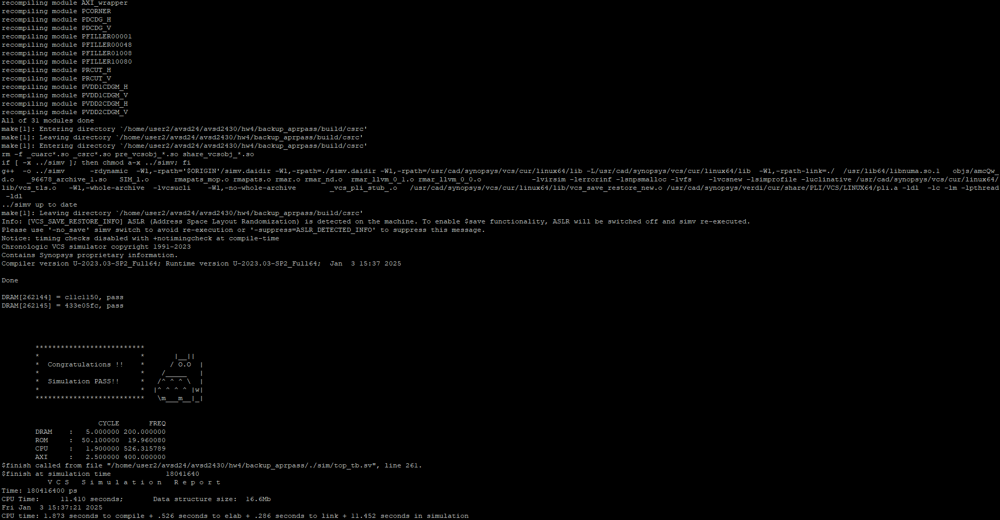 recompiling module AXI_wrapper
recompiling module PCORNER
recompiling module PDCDG_H
recompiling module PDCDG_V
recompiling module PFILLER00001
recompiling module PFILLER00048
recompiling module PFILLER01008
recompiling module PFILLER10080
recompiling module PRCUT_H
recompiling module PRCUT_V
recompiling module PVDD1CDGM_H
recompiling module PVDD1CDGM_V
recompiling module PVDD2CDGM_H
recompiling module PVDD2CDGM_V
All of 31 modules done
make[1]: Entering directory `/home/user2/avsd24/avsd2430/hw4/backup_aprpass/build/csrc'
make[1]: Leaving directory `/home/user2/avsd24/avsd2430/hw4/backup_aprpass/build/csrc'
make[1]: Entering directory `/home/user2/avsd24/avsd2430/hw4/backup_aprpass/build/csrc'
rm -f _cuarc*.so _csrc*.so pre_vcsobj_*.so share_vcsobj_*.so
if [ -x ../simv ]; then chmod a-x ../simv; fi
g++  -o ../simv      -rdynamic  -Wl,-rpath='$ORIGIN'/simv.daidir -Wl,-rpath=./simv.daidir -Wl,-rpath=/usr/cad/synopsys/vcs/cur/linux64/lib -L/usr/cad/synopsys/vcs/cur/linux64/lib  -Wl,-rpath-link=./  /usr/lib64/libnuma.so.1   objs/amcQw_
d.o   _96678_archive_1.so   SIM_l.o      rmapats_mop.o rmapats.o rmar.o rmar_nd.o  rmar_llvm_0_1.o rmar_llvm_0_0.o            -lvirsim -lerrorinf -lsnpsmalloc -lvfs    -lvcsnew -lsimprofile -luclinative /usr/cad/synopsys/vcs/cur/linux64/
lib/vcs_tls.o   -Wl,-whole-archive  -lvcsucli    -Wl,-no-whole-archive        _vcs_pli_stub_.o   /usr/cad/synopsys/vcs/cur/linux64/lib/vcs_save_restore_new.o /usr/cad/synopsys/verdi/cur/share/PLI/VCS/LINUX64/pli.a -ldl  -lc -lm -lpthread
 -ldl
../simv up to date
make[1]: Leaving directory `/home/user2/avsd24/avsd2430/hw4/backup_aprpass/build/csrc'
Info: [VCS_SAVE_RESTORE_INFO] ASLR (Address Space Layout Randomization) is detected on the machine. To enable $save functionality, ASLR will be switched off and simv re-executed.
Please use '-no_save' simv switch to avoid re-execution or '-suppress=ASLR_DETECTED_INFO' to suppress this message.
Notice: timing checks disabled with +notimingcheck at compile-time
Chronologic VCS simulator copyright 1991-2023
Contains Synopsys proprietary information.
Compiler version U-2023.03-SP2_Full64; Runtime version U-2023.03-SP2_Full64;  Jan  3 15:37 2025
Done
DRAM[262144] = c11c1150, pass
DRAM[262145] = 433e05fc, pass
        **************************
        *                        *       |__||
        *  Congratulations !!    *      / O.O  |
        *                        *    /_____   |
        *  Simulation PASS!!     *   /^ ^ ^ \  |
        *                        *  |^ ^ ^ ^ |w|
        **************************   \m___m__|_|
                       CYCLE       FREQ
        DRAM    :   5.000000 200.000000
        ROM     :  50.100000  19.960080
        CPU     :   1.900000 526.315789
        AXI     :   2.500000 400.000000
$finish called from file "/home/user2/avsd24/avsd2430/hw4/backup_aprpass/./sim/top_tb.sv", line 261.
$finish at simulation time             18041640
           V C S   S i m u l a t i o n   R e p o r t
Time: 180416400 ps
CPU Time:     11.410 seconds;       Data structure size:  16.6Mb
Fri Jan  3 15:37:21 2025
CPU time: 1.873 seconds to compile + .526 seconds to elab + .286 seconds to link + 11.452 seconds in simulation